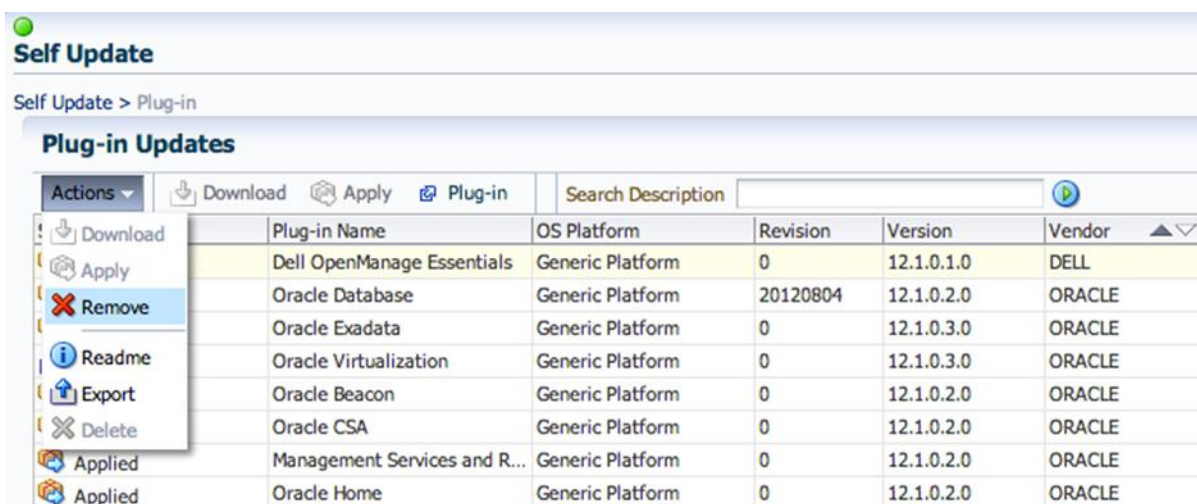 Self Update
Self Update > Plug-in
Plug-in Updates
Actions Download Apply Plug-in Search Description
Plug-in Name OS Platform Revision Version Vendor
Download
Apply
Remove
Readme
Export
Delete
Dell OpenManage Essentials Generic Platform 0 12.1.0.1.0 DELL
Oracle Database Generic Platform 20120804 12.1.0.2.0 ORACLE
Oracle Exadata Generic Platform 0 12.1.0.3.0 ORACLE
Oracle Virtualization Generic Platform 0 12.1.0.3.0 ORACLE
Oracle Beacon Generic Platform 0 12.1.0.2.0 ORACLE
Oracle CSA Generic Platform 0 12.1.0.2.0 ORACLE
Applied Management Services and R... Generic Platform 0 12.1.0.2.0 ORACLE
Applied Oracle Home Generic Platform 0 12.1.0.2.0 ORACLE